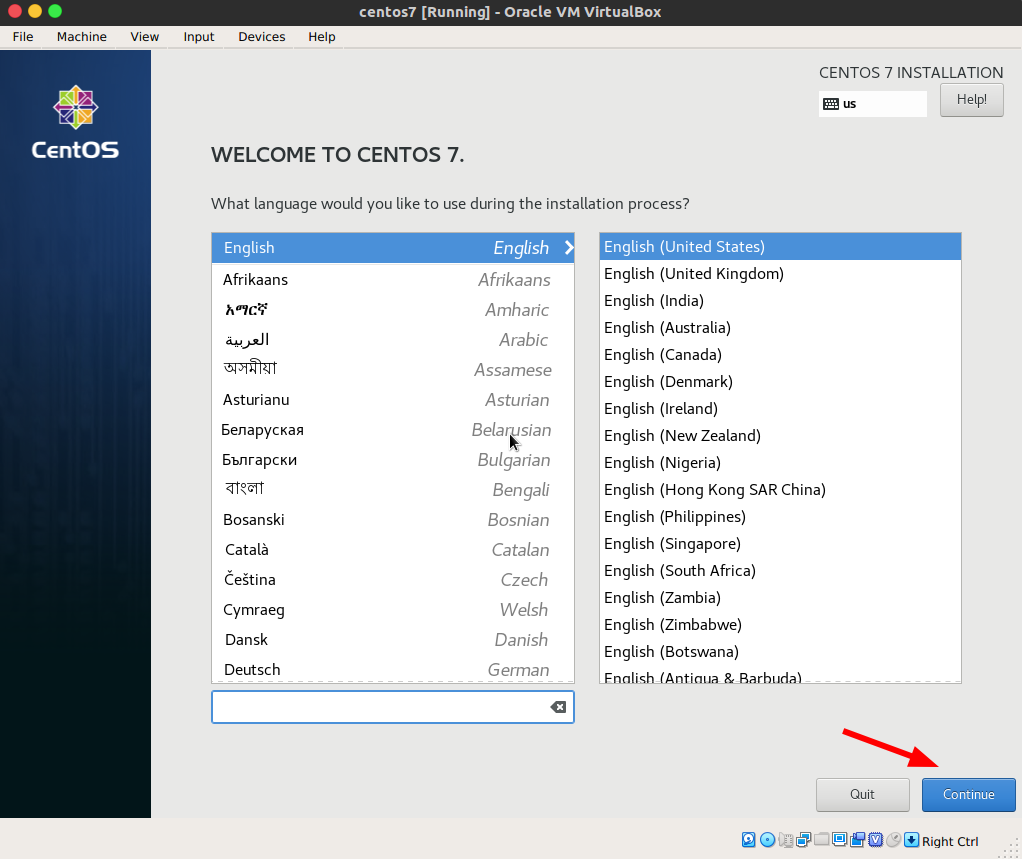 centos7 [Running] - Oracle VM VirtualBox
File Machine View Input Devices Help
CentOS
CENTOS 7 INSTALLATION
us
Help!
WELCOME TO CENTOS 7.
What language would you like to use during the installation process?
English English
Afrikaans Afrikaans
አማርኛ Amharic
العربية Arabic
অসমীয়া Assamese
Asturianu Asturian
Беларуская Belarusian
Български Bulgarian
বাংলা Bengali
Bosanski Bosnian
Català Catalan
Čeština Czech
Cymraeg Welsh
Dansk Danish
Deutsch German
English (United States)
English (United Kingdom)
English (India)
English (Australia)
English (Canada)
English (Denmark)
English (Ireland)
English (New Zealand)
English (Nigeria)
English (Hong Kong SAR China)
English (Philippines)
English (Singapore)
English (South Africa)
English (Zambia)
English (Zimbabwe)
English (Botswana)
English (Antigua & Barbuda)
Quit
Continue
Right Ctrl